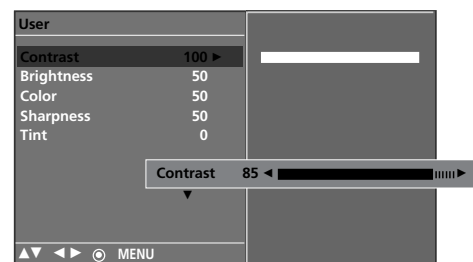 User
Contrast 100 ►
Brightness 50
Color 50
Sharpness 50
Tint 0
Contrast 85 ◄ ►
▼
▲▼ ◄► ◉ MENU